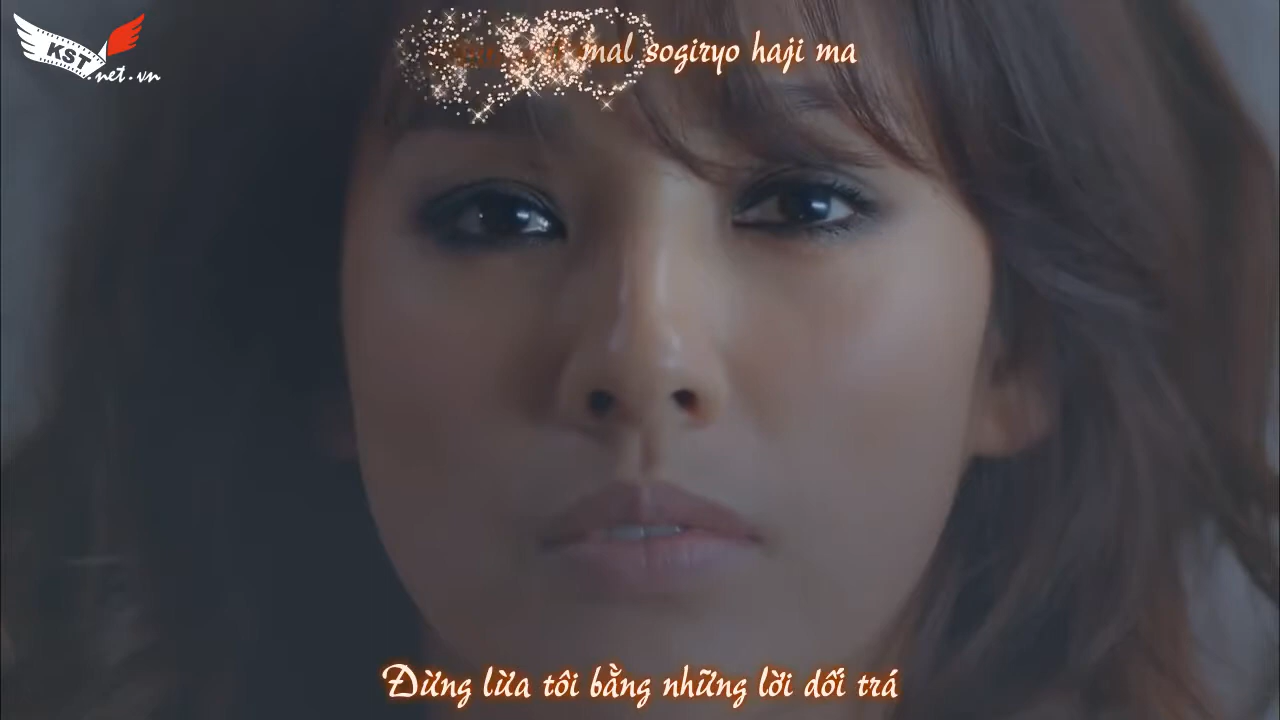 KST
.net.vn
mal sogiryo haji ma
Đừng lừa tôi bằng những lời dối trá